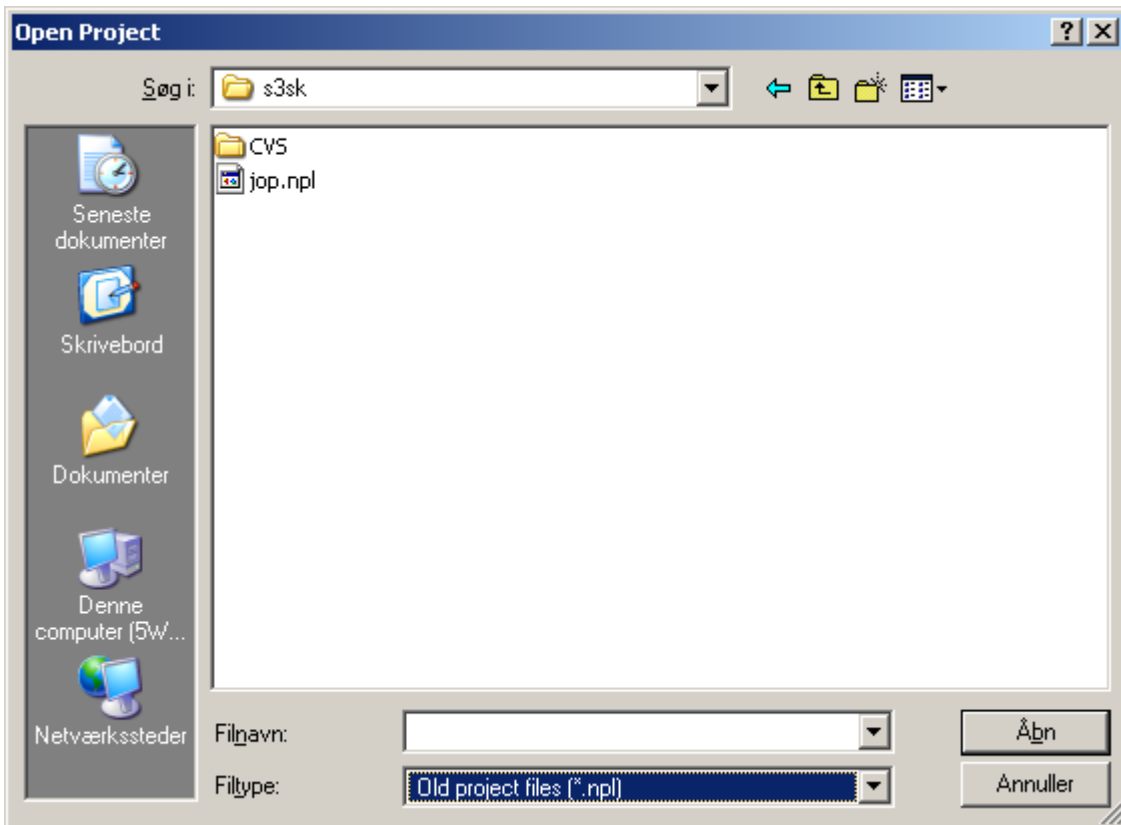 Open Project
Søg i:
s3sk
CVS
jop.npl
Seneste
dokumenter
Skrivebord
Dokumenter
Denne
computer (5W...
Netværkssteder
Filnavn:
Åbn
Filtype:
Old project files (*.npl)
Annuller